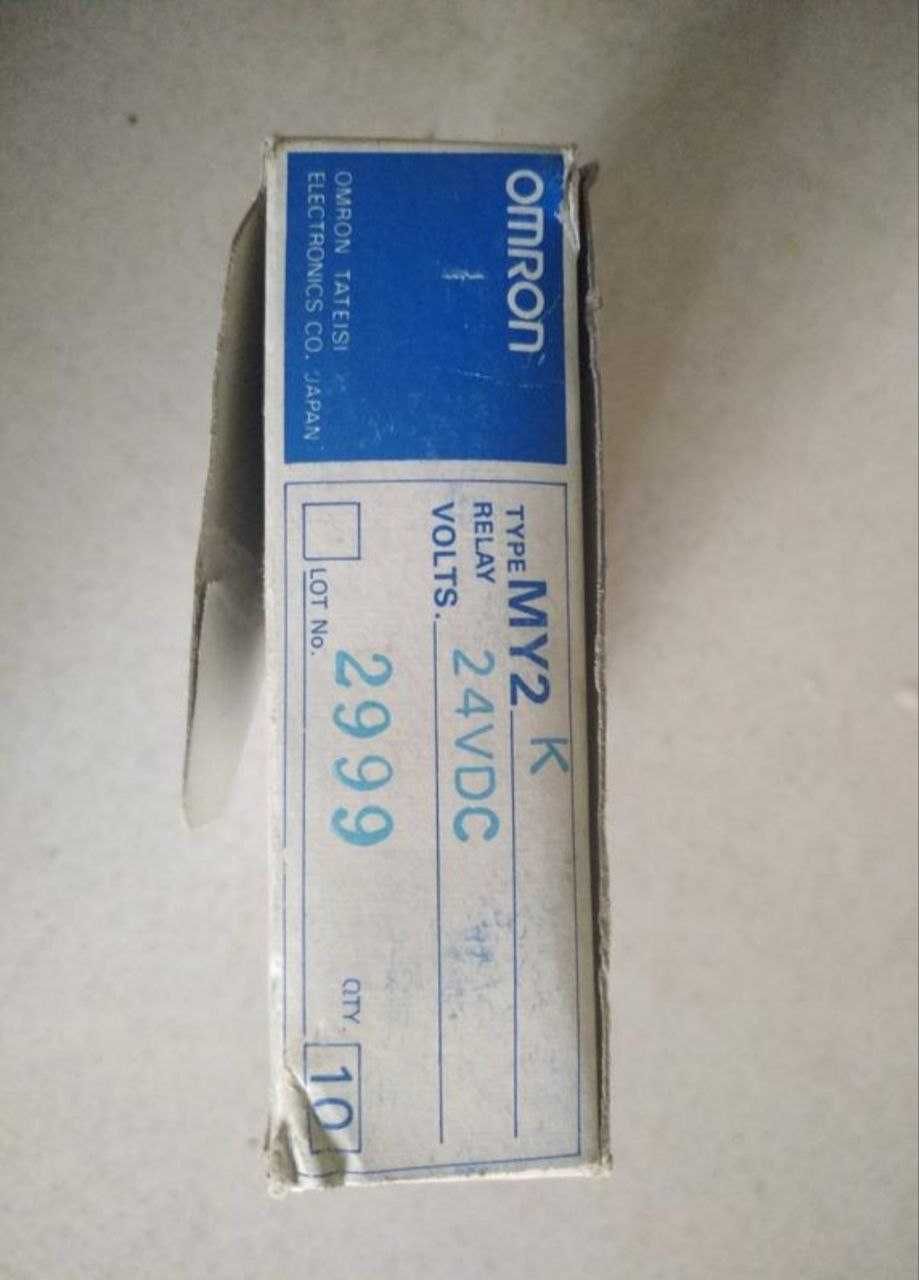 OMRON
OMRON TATEISI
ELECTRONICS CO. JAPAN
TYPE MY2 K
RELAY
VOLTS. 24VDC
2999
LOT No.
QTY. 10